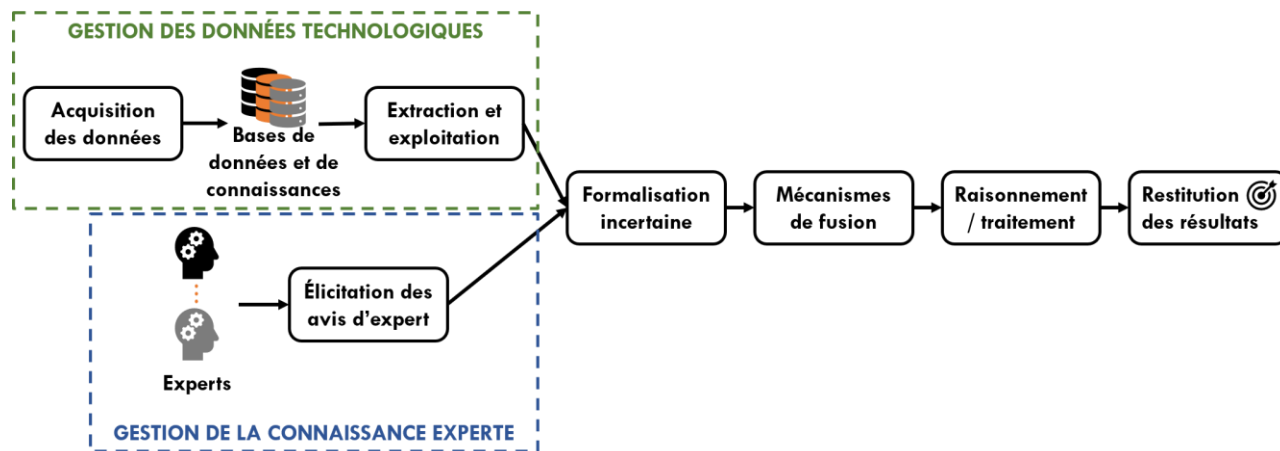 GESTION DES DONNÉES TECHNOLOGIQUES
Acquisition
des données
Bases de
données et de
connaissances
Extraction et
exploitation
Formalisation
incertaine
Mécanismes
de fusion
Raisonnement
/ traitement
Restitution
des résultats
Experts
Élicitation des
avis d’expert
GESTION DE LA CONNAISSANCE EXPERTE